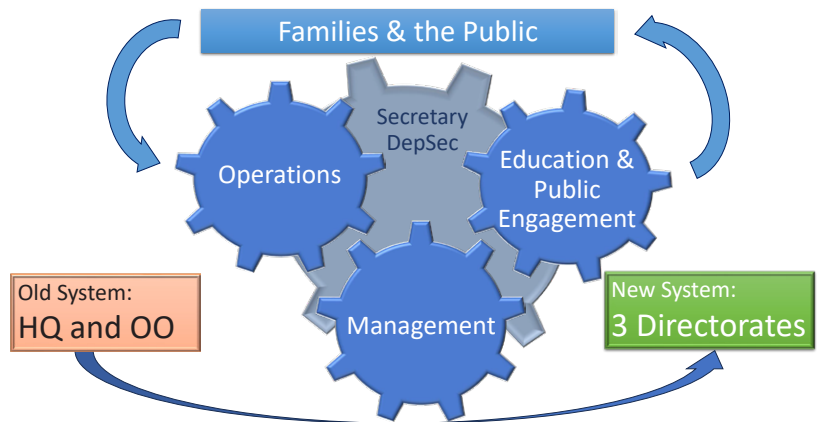 Families & the Public
Secretary
DepSec
Operations
Education &
Public
Engagement
Management
Old System:
HQ and OO
New System:
3 Directorates